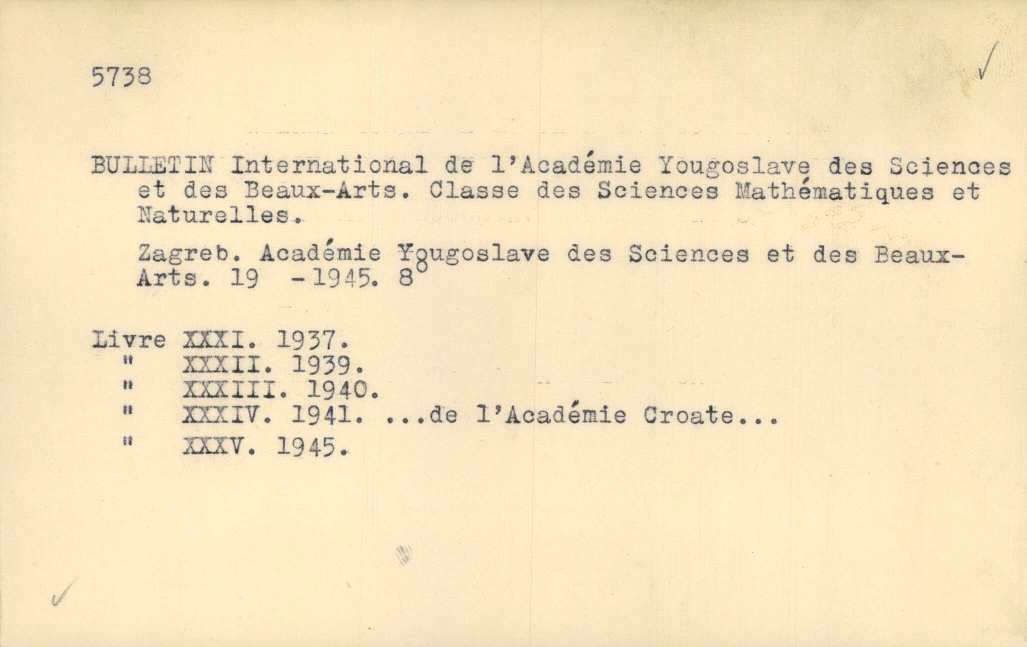 5738
BULLETIN International de l'Académie Yougoslave des Sciences
et des Beaux-Arts. Classe des Sciences Mathématiques et
Naturelles.
Zagreb. Académie Yougoslave des Sciences et des Beaux-
Arts. 19 -1945. 8°
Livre XXXI. 1937.
" XXXII. 1939.
" XXXIII. 1940.
" XXXIV. 1941. ...de l'Académie Croate...
" XXXV. 1945.